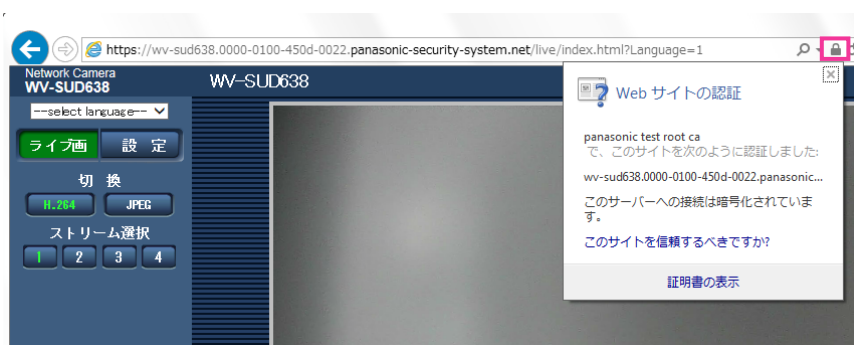 https://wv-sud638.0000-0100-450d-0022.panasonic-security-system.net/live/index.html?Language=1
Network Camera
WV-SUD638
WV-SUD638
--select language--
ライブ画
設 定
切 換
H.264
JPEG
ストリーム選択
1
2
3
4
Web サイトの認証
panasonic test root ca
で、このサイトを次のように認証しました:
wv-sud638.0000-0100-450d-0022.panasonic...
このサーバーへの接続は暗号化されていま
す。
このサイトを信頼するべきですか?
証明書の表示